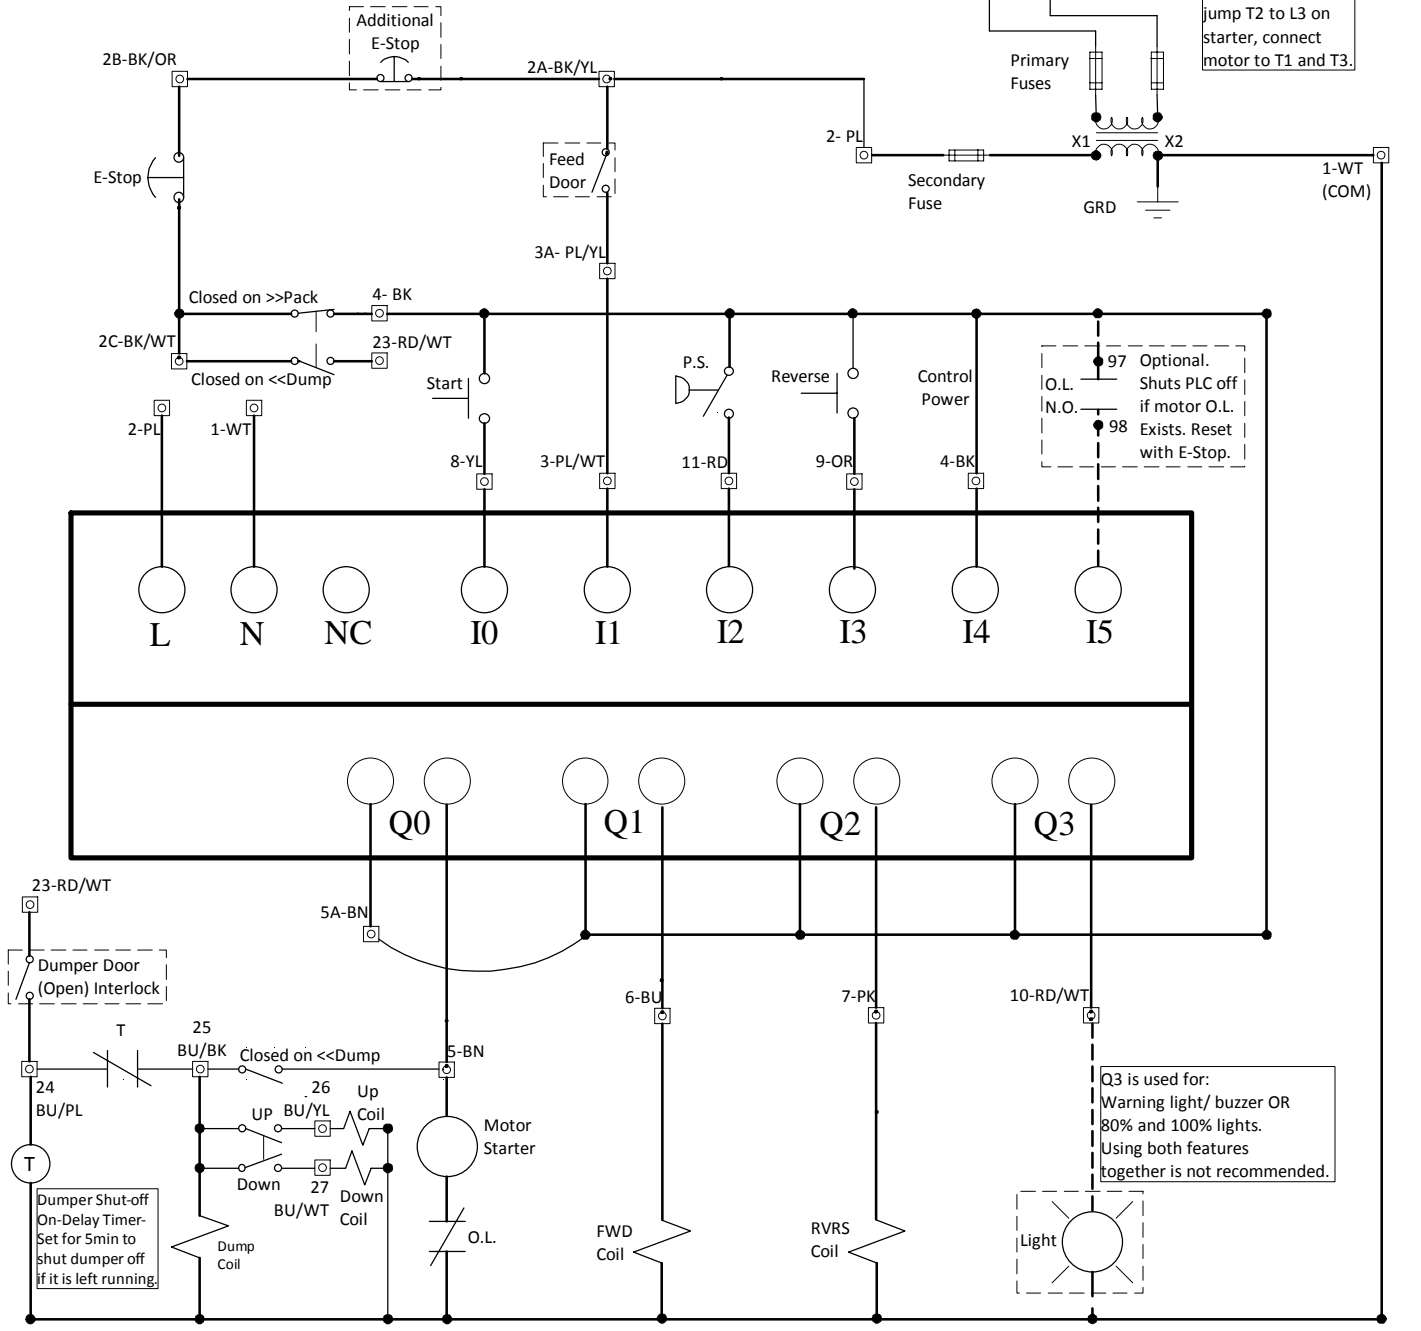 jump T2 to L3 on
starter, connect
motor to T1 and T3.
Additional
E-Stop
2B-BK/OR
2A-BK/YL
Primary
Fuses
2- PL
X1
X2
Feed
Door
E-Stop
Secondary
Fuse
1-WT
(COM)
GRD
3A- PL/YL
Closed on >>Pack
4- BK
2C-BK/WT
23-RD/WT
Closed on <<Dump
Start
P.S.
Reverse
Control
Power
97
O.L.
N.O.
98
Optional.
Shuts PLC off
if motor O.L.
Exists. Reset
with E-Stop.
2-PL
1-WT
8-YL
3-PL/WT
11-RD
9-OR
4-BK
L
N
NC
I0
I1
I2
I3
I4
I5
Q0
Q1
Q2
Q3
23-RD/WT
5A-BN
Dumper Door
(Open) Interlock
6-BU
7-PK
10-RD/WT
T
25
BU/BK
Closed on <<Dump
5-BN
24
BU/PL
26
BU/YL
Up
Coil
UP
Down
27
BU/WT
Down
Coil
Motor
Starter
T
Q3 is used for:
Warning light/ buzzer OR
80% and 100% lights.
Using both features
together is not recommended.
Dumper Shut-off
On-Delay Timer-
Set for 5min to
shut dumper off
if it is left running.
Dump
Coil
O.L.
FWD
Coil
RVRS
Coil
Light